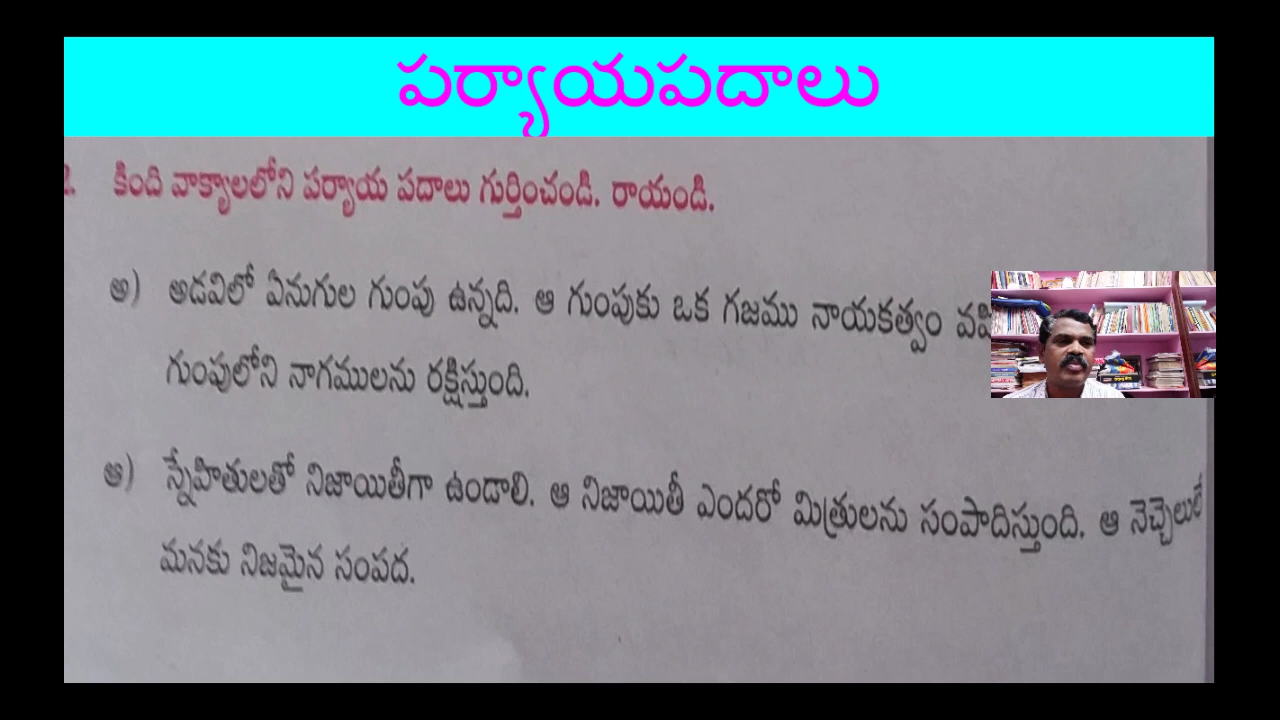 పర్యాయపదాలు
2. కింది వాక్యాలలోని పర్యాయ పదాలు గుర్తించండి. రాయండి.
అ) అడవిలో ఏనుగుల గుంపు ఉన్నది. ఆ గుంపుకు ఒక గజము నాయకత్వం
గుంపులోని నాగములను రక్షిస్తుంది.
ఆ) స్నేహితులతో నిజాయితీగా ఉండాలి. ఆ నిజాయితీ ఎందరో మిత్రులను సంపాదిస్తుంది. ఆ నెచ్చెలులే
మనకు నిజమైన సంపద.